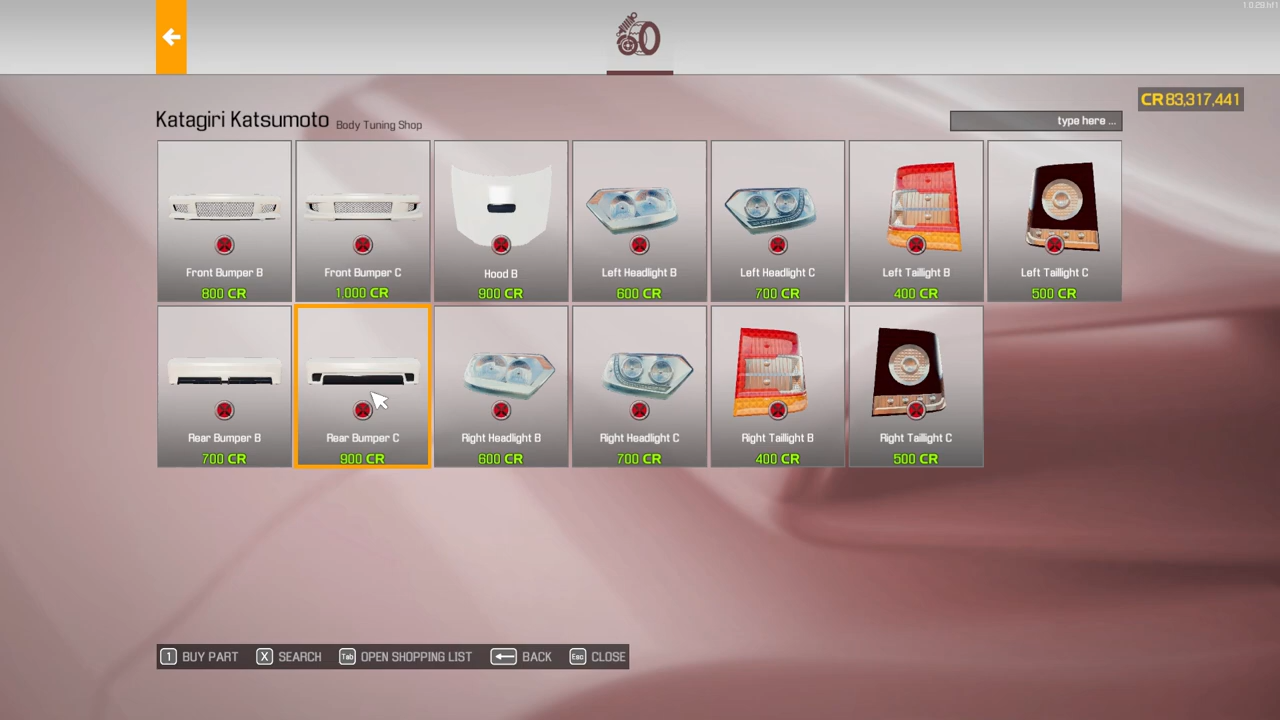 CR 83,317,441
Katagiri Katsumoto Body Tuning Shop
type here ...
Front Bumper B
800 CR
Front Bumper C
1,000 CR
Hood B
900 CR
Left Headlight B
600 CR
Left Headlight C
700 CR
Left Taillight B
400 CR
Left Taillight C
500 CR
Rear Bumper B
700 CR
Rear Bumper C
900 CR
Right Headlight B
600 CR
Right Headlight C
700 CR
Right Taillight B
400 CR
Right Taillight C
500 CR
1 BUY PART X SEARCH Tab OPEN SHOPPING LIST BACK Esc CLOSE